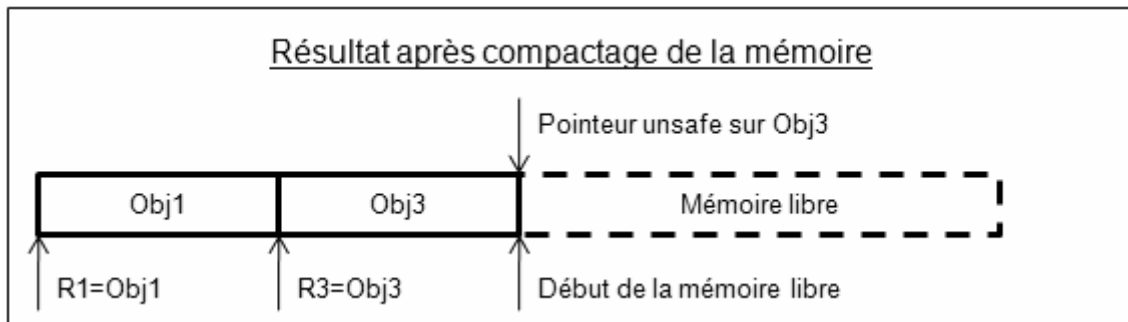 Résultat après compactage de la mémoire
Pointeur unsafe sur Obj3
Obj1
Obj3
Mémoire libre
R1=Obj1
R3=Obj3
Début de la mémoire libre